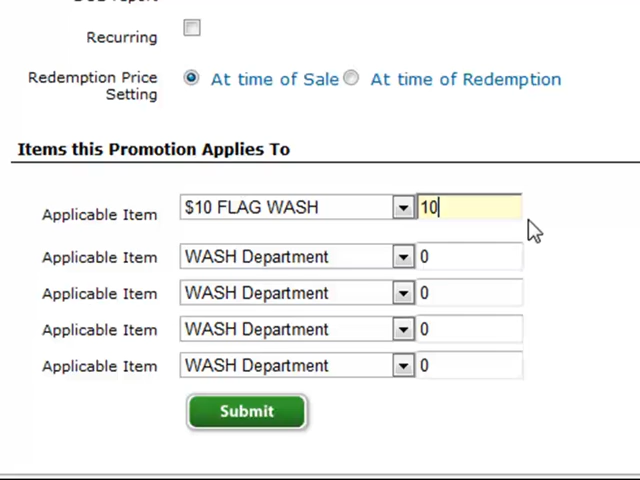 Recurring
Redemption Price Setting At time of Sale At time of Redemption
Items this Promotion Applies To
Applicable Item $10 FLAG WASH 10
Applicable Item WASH Department 0
Applicable Item WASH Department 0
Applicable Item WASH Department 0
Applicable Item WASH Department 0
Submit